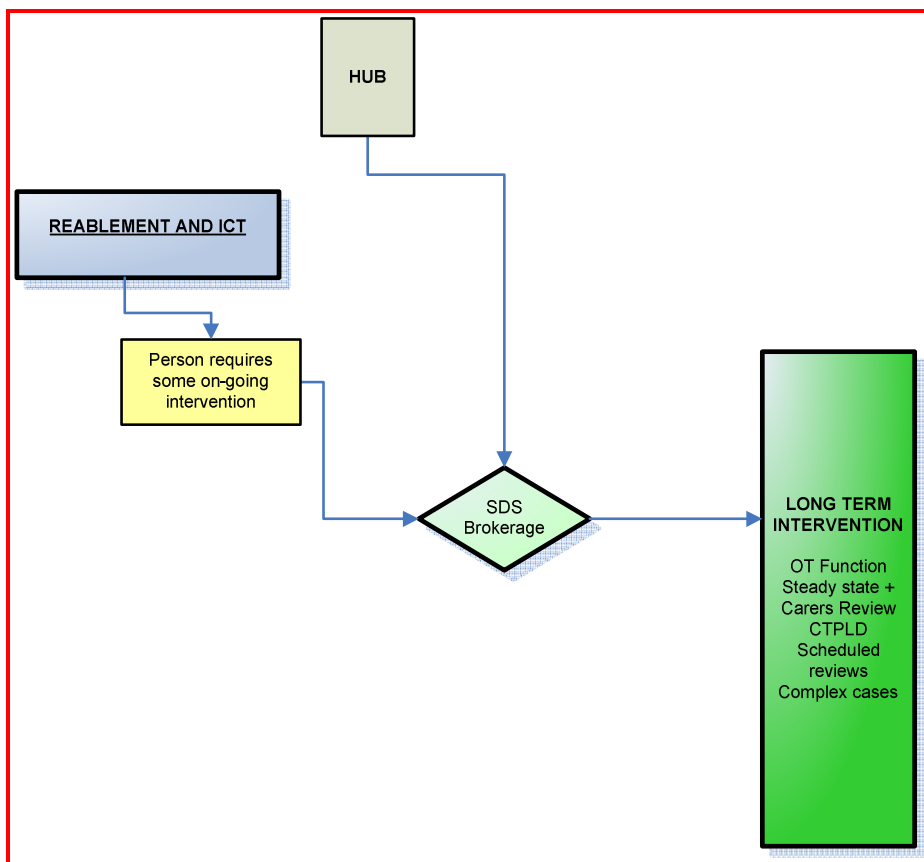 HUB
REABLEMENT AND ICT
Person requires
some on-going
intervention
SDS
Brokerage
LONG TERM
INTERVENTION
OT Function
Steady state +
Carers Review
CTPLD
Scheduled
reviews
Complex cases